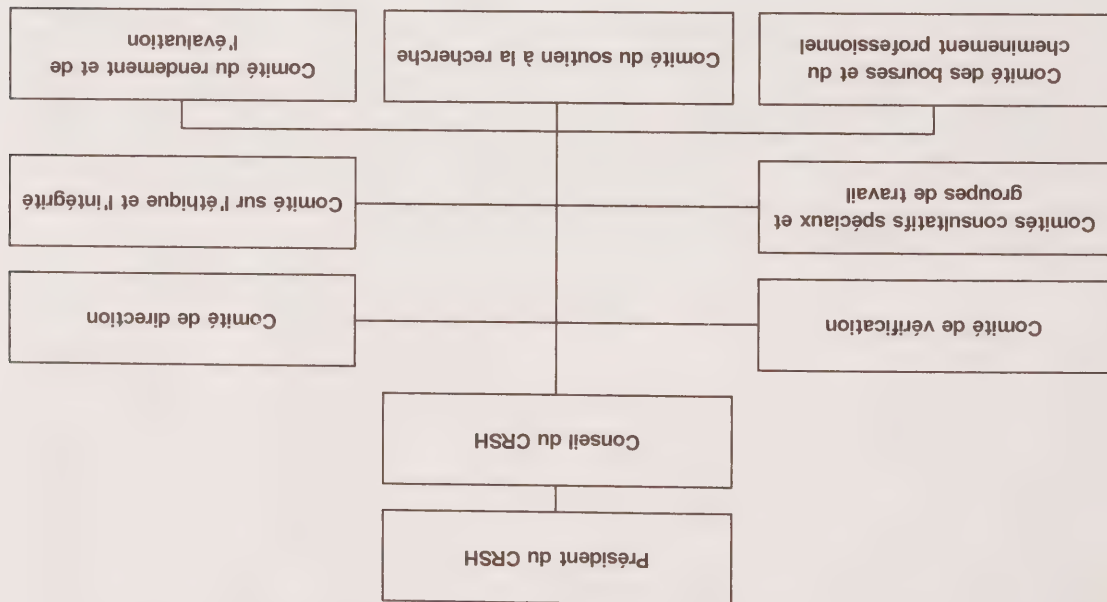 Président du CRSH
Conseil du CRSH
Comité de vérification
Comité de direction
Comités consultatifs spéciaux et
groupes de travail
Comité sur l'éthique et l'intégrité
Comité des bourses et du
cheminement professionnel
Comité du soutien à la recherche
Comité du rendement et de
l'évaluation